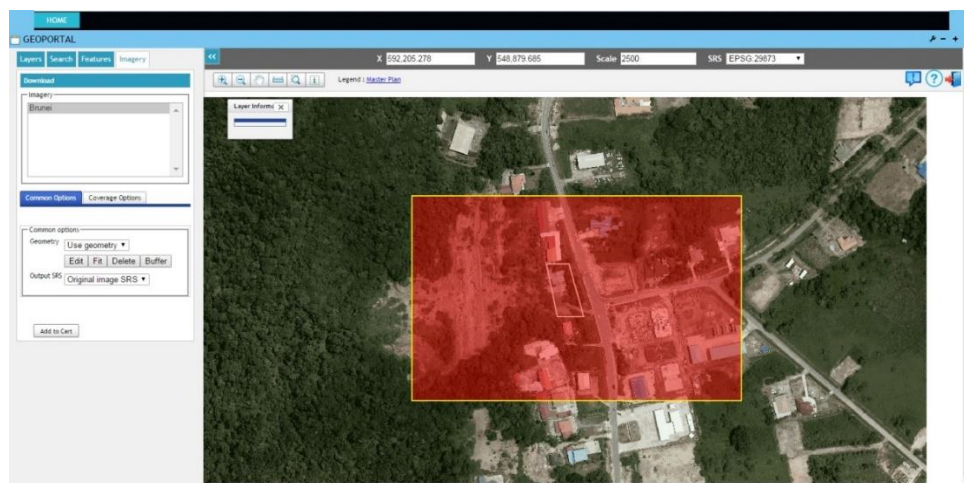 HOME
GEOPORTAL
Layers Search Features Imagery
X 592,205.278 Y 548,879.685 Scale 2500 SRS EPSG:29873
Legend : Master Plan
Download
Imagery
Brunei
Layer Informa
Common Options Coverage Options
Common options
Geometry Use geometry
Edit Fit Delete Buffer
Output SRS Original image SRS
Add to Cart